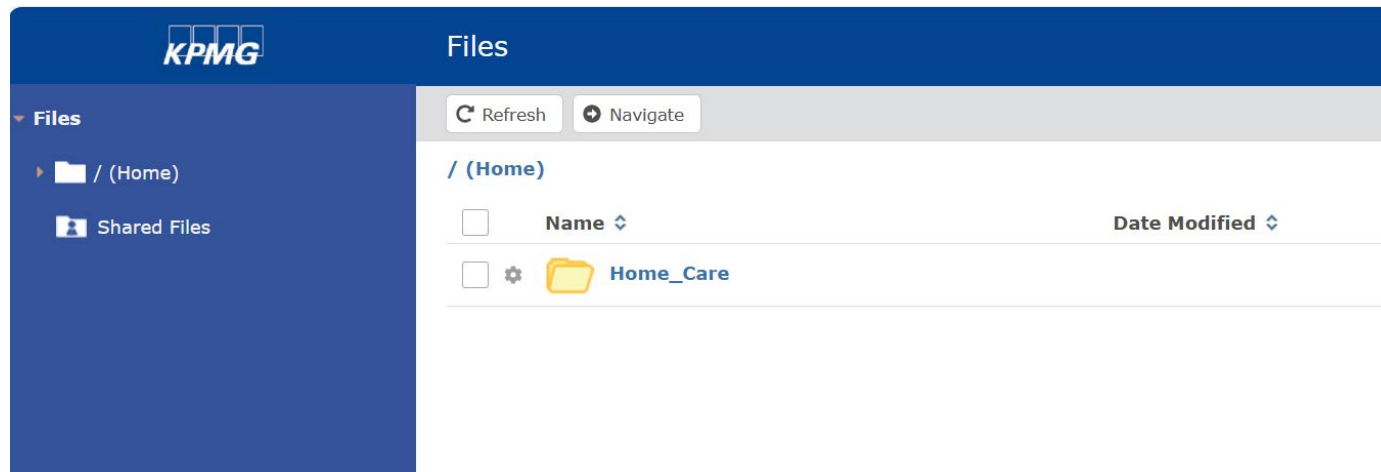 KPMG
Files
Files
/ (Home)
Shared Files
Refresh Navigate
/ (Home)
Name Date Modified
Home_Care